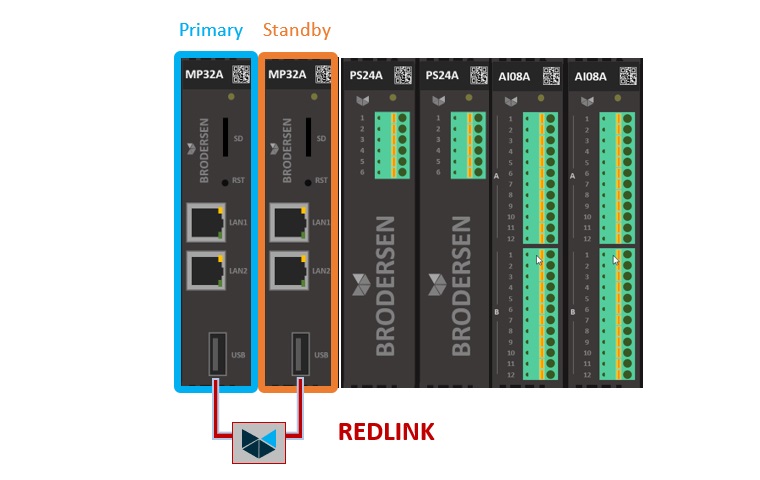 Primary Standby
MP32A MP32A PS24A PS24A AI08A AI08A
SD SD
BRODERSEN BRODERSEN
RST RST
LAN1 LAN1
LAN2 LAN2
USB USB
1 2 3 4 5 6
BRODERSEN
1 2 3 4 5 6
BRODERSEN
A
1 2 3 4 5 6 7 8 9 10 11 12
B
1 2 3 4 5 6 7 8 9 10 11 12
A
1 2 3 4 5 6 7 8 9 10 11 12
B
1 2 3 4 5 6 7 8 9 10 11 12
REDLINK